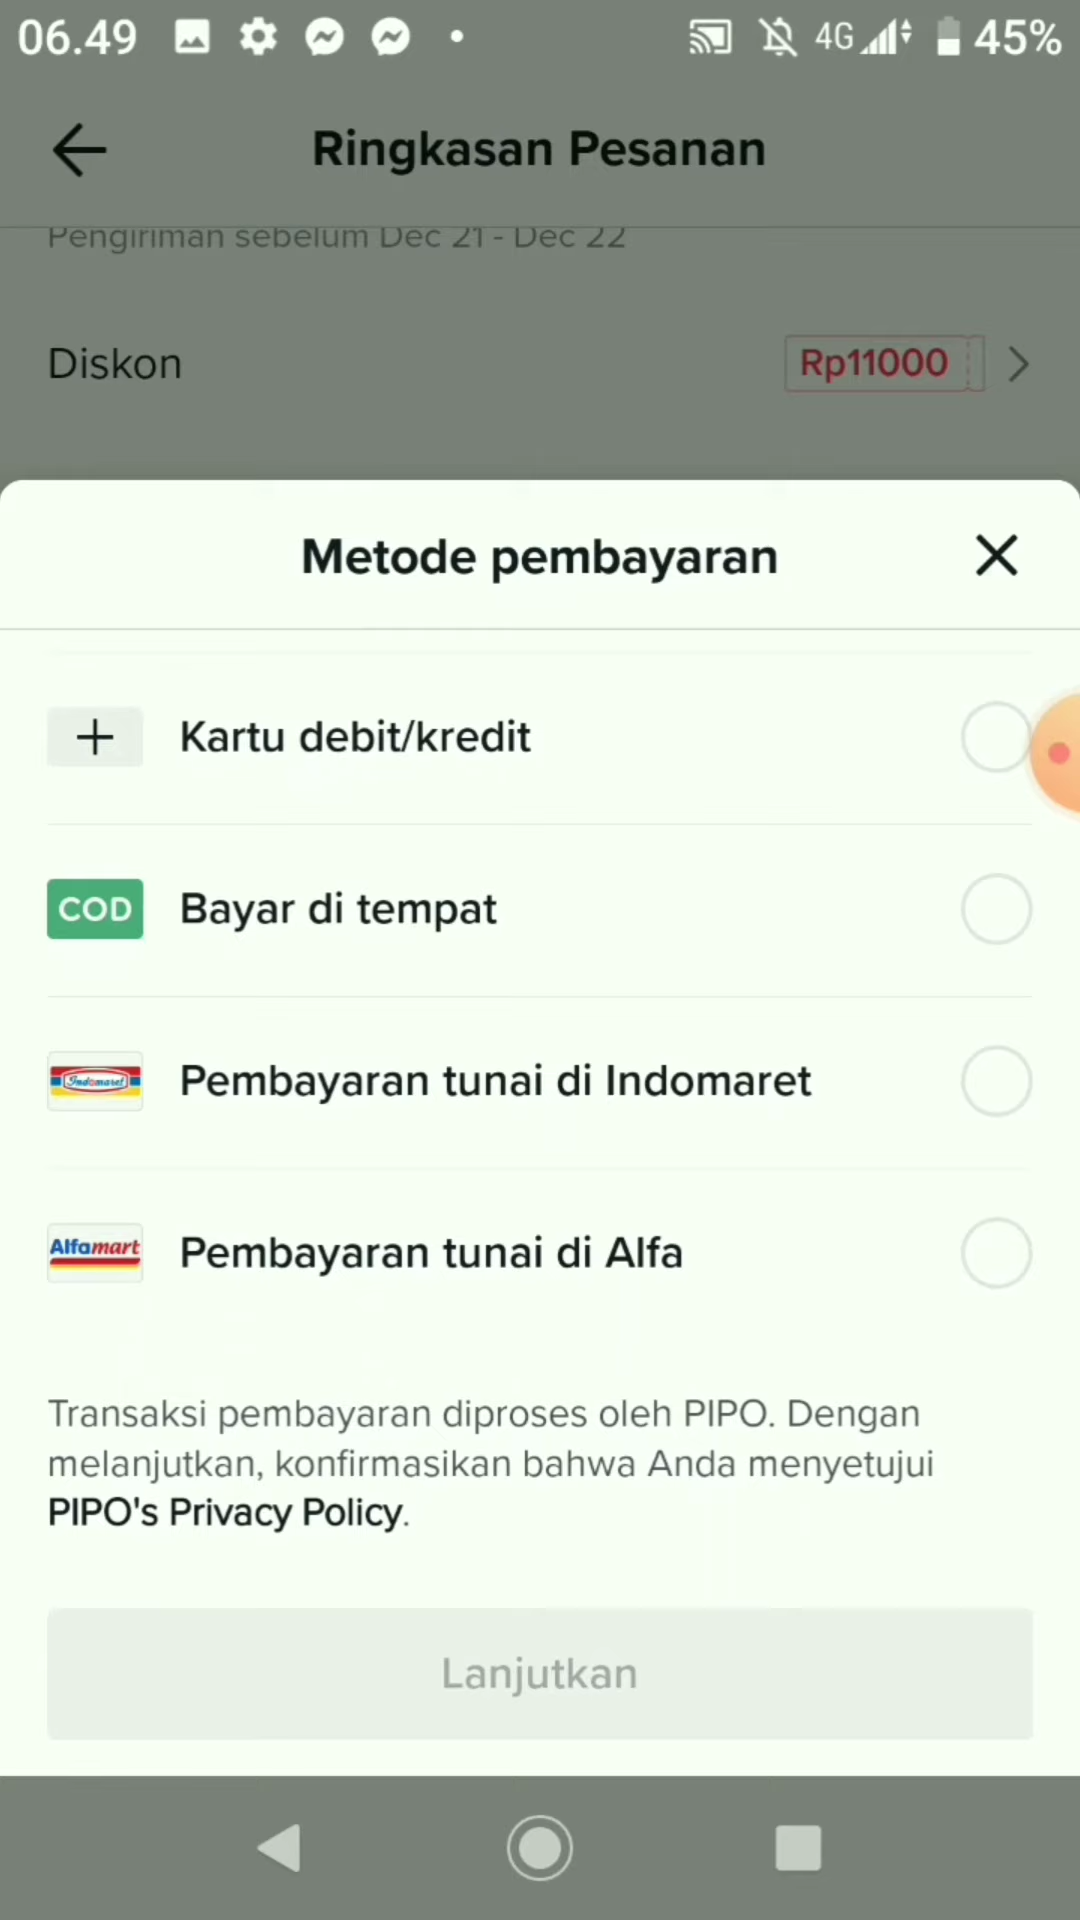 06.49 4G 45%
Ringkasan Pesanan
Pengiriman sebelum Dec 21 - Dec 22
Diskon Rp11000
Metode pembayaran
Kartu debit/kredit
COD Bayar di tempat
Indomaret Pembayaran tunai di Indomaret
Alfamart Pembayaran tunai di Alfa
Transaksi pembayaran diproses oleh PIPO. Dengan
melanjutkan, konfirmasikan bahwa Anda menyetujui
PIPO's Privacy Policy.
Lanjutkan